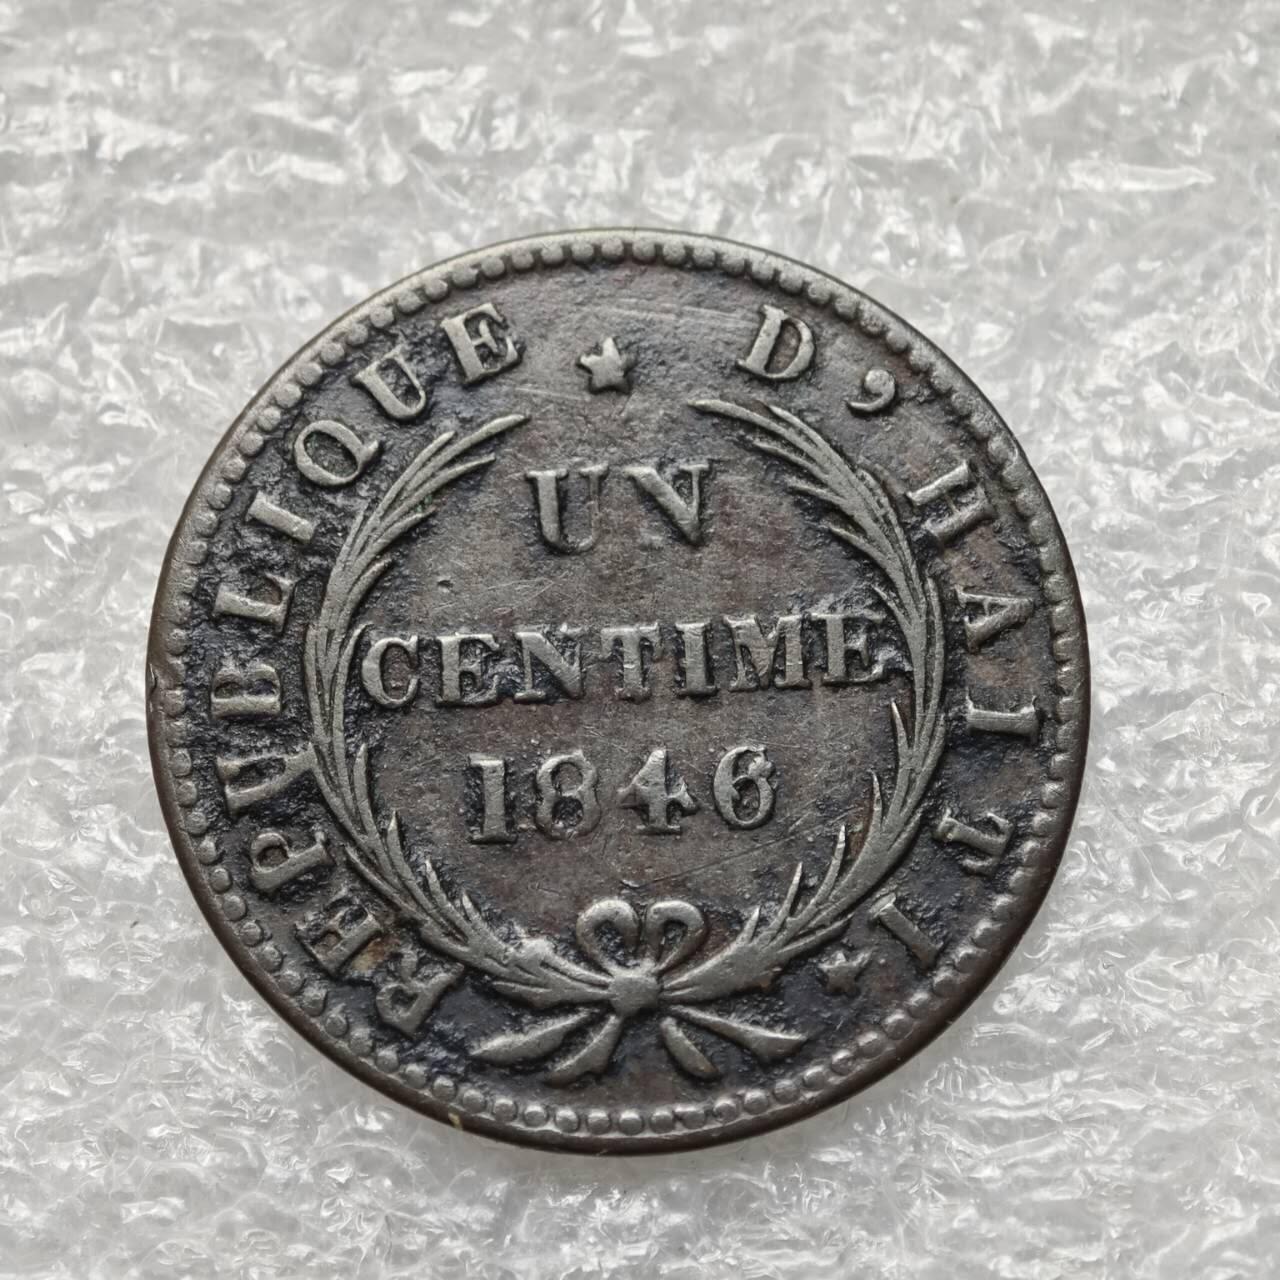 REPUBLIQUE D'HAITI
UN
CENTIME
1846